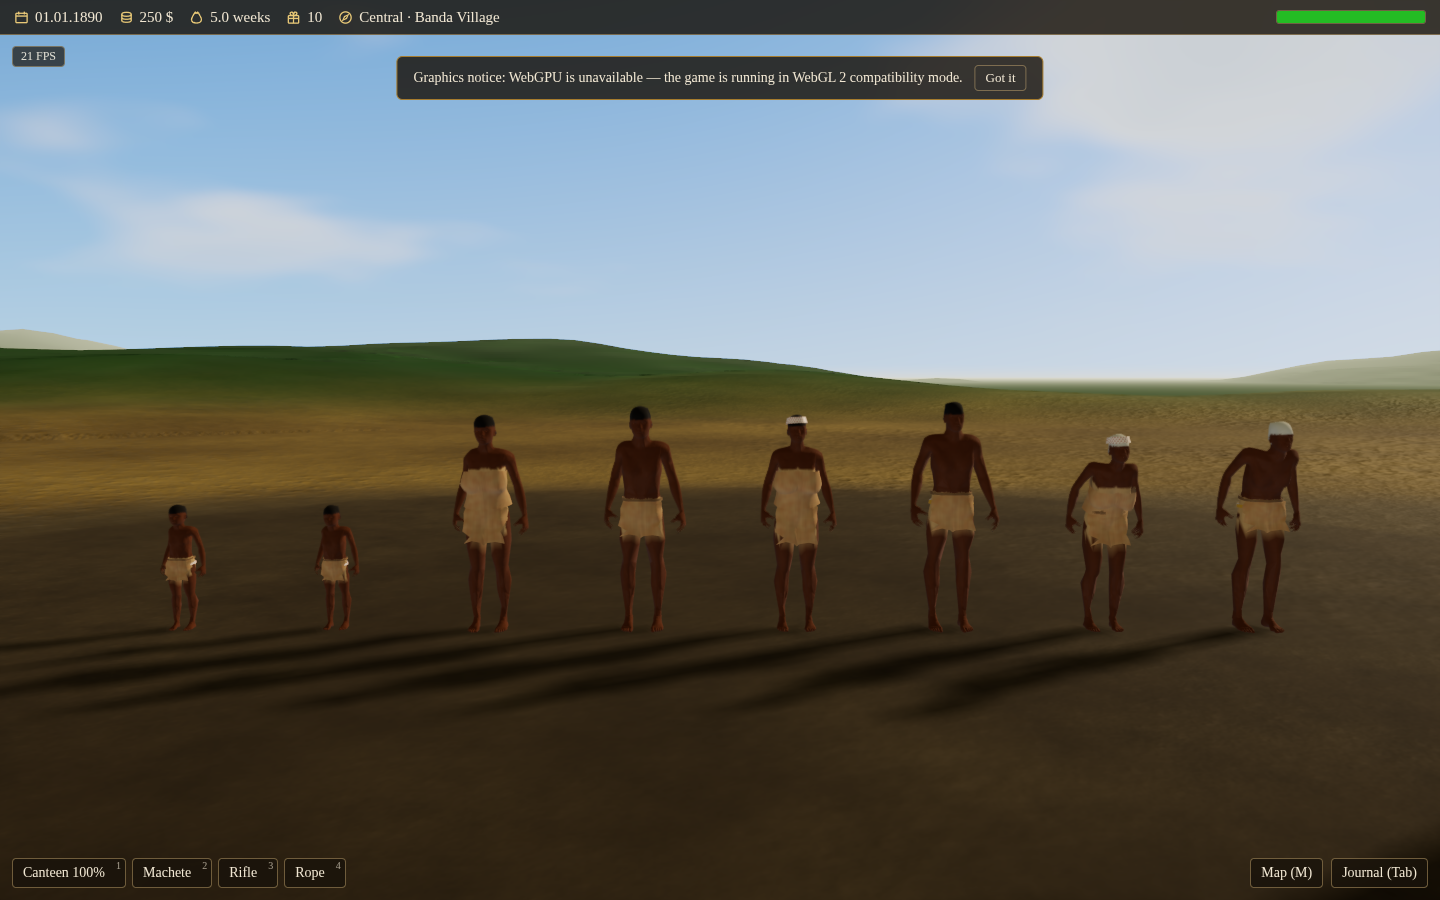 01.01.1890 250 $ 5.0 weeks 10 Central · Banda Village
21 FPS
Graphics notice: WebGPU is unavailable — the game is running in WebGL 2 compatibility mode. Got it
Canteen 100% 1 Machete 2 Rifle 3 Rope 4 Map (M) Journal (Tab)